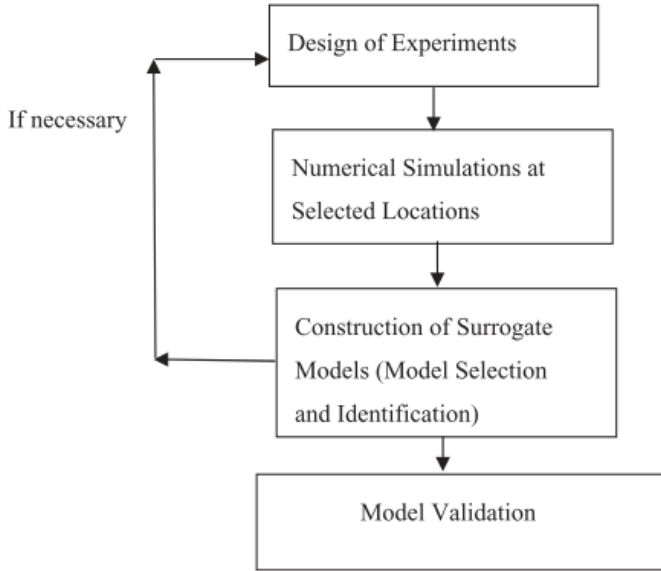 Design of Experiments
If necessary
Numerical Simulations at
Selected Locations
Construction of Surrogate
Models (Model Selection
and Identification)
Model Validation